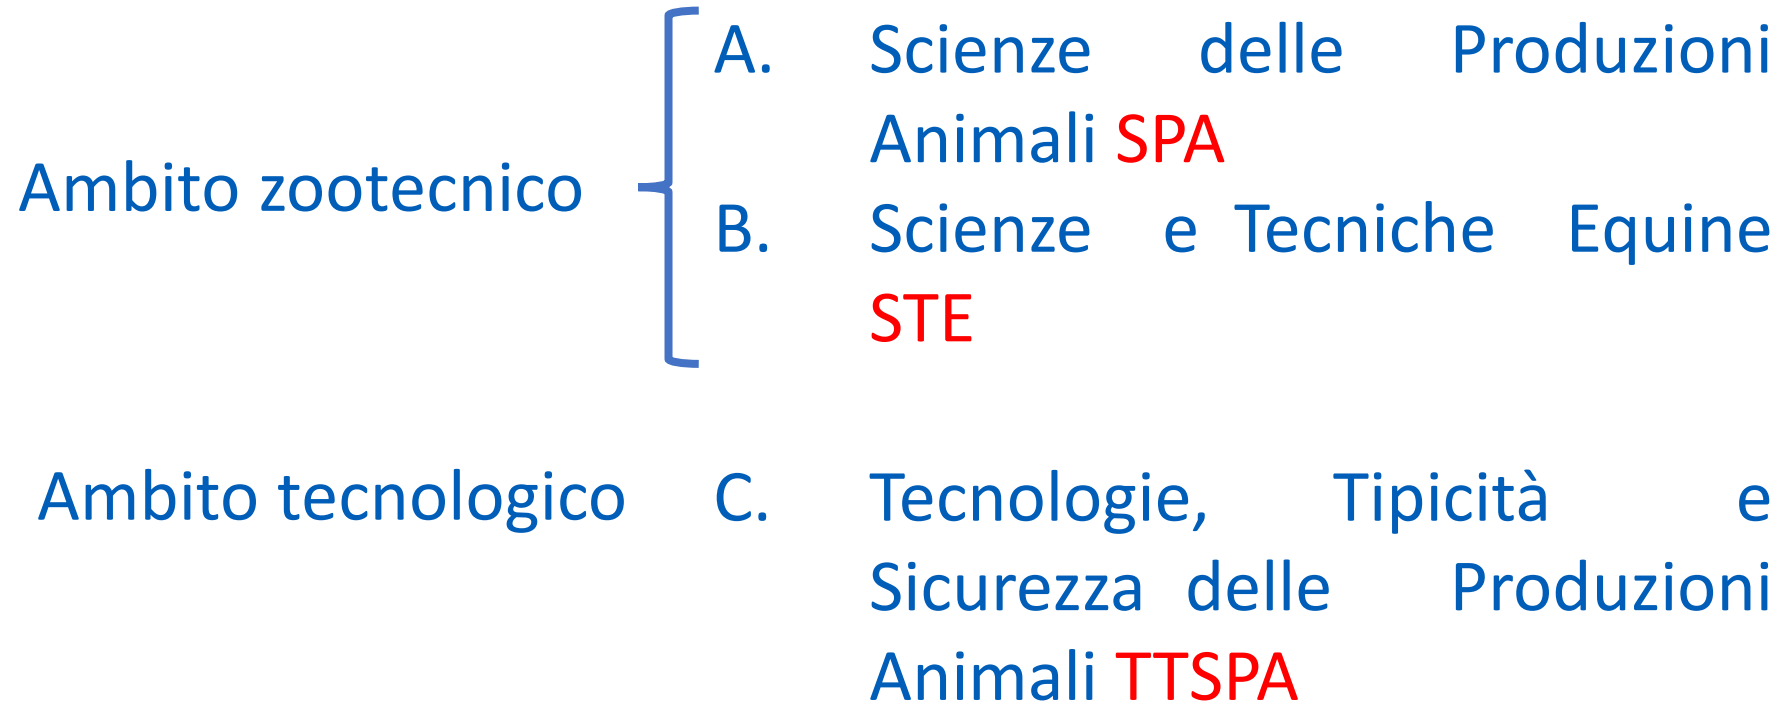 Ambito zootecnico
A. Scienze delle Produzioni
Animali SPA
B. Scienze e Tecniche Equine
STE
Ambito tecnologico
C. Tecnologie, Tipicità e
Sicurezza delle Produzioni
Animali TTSPA